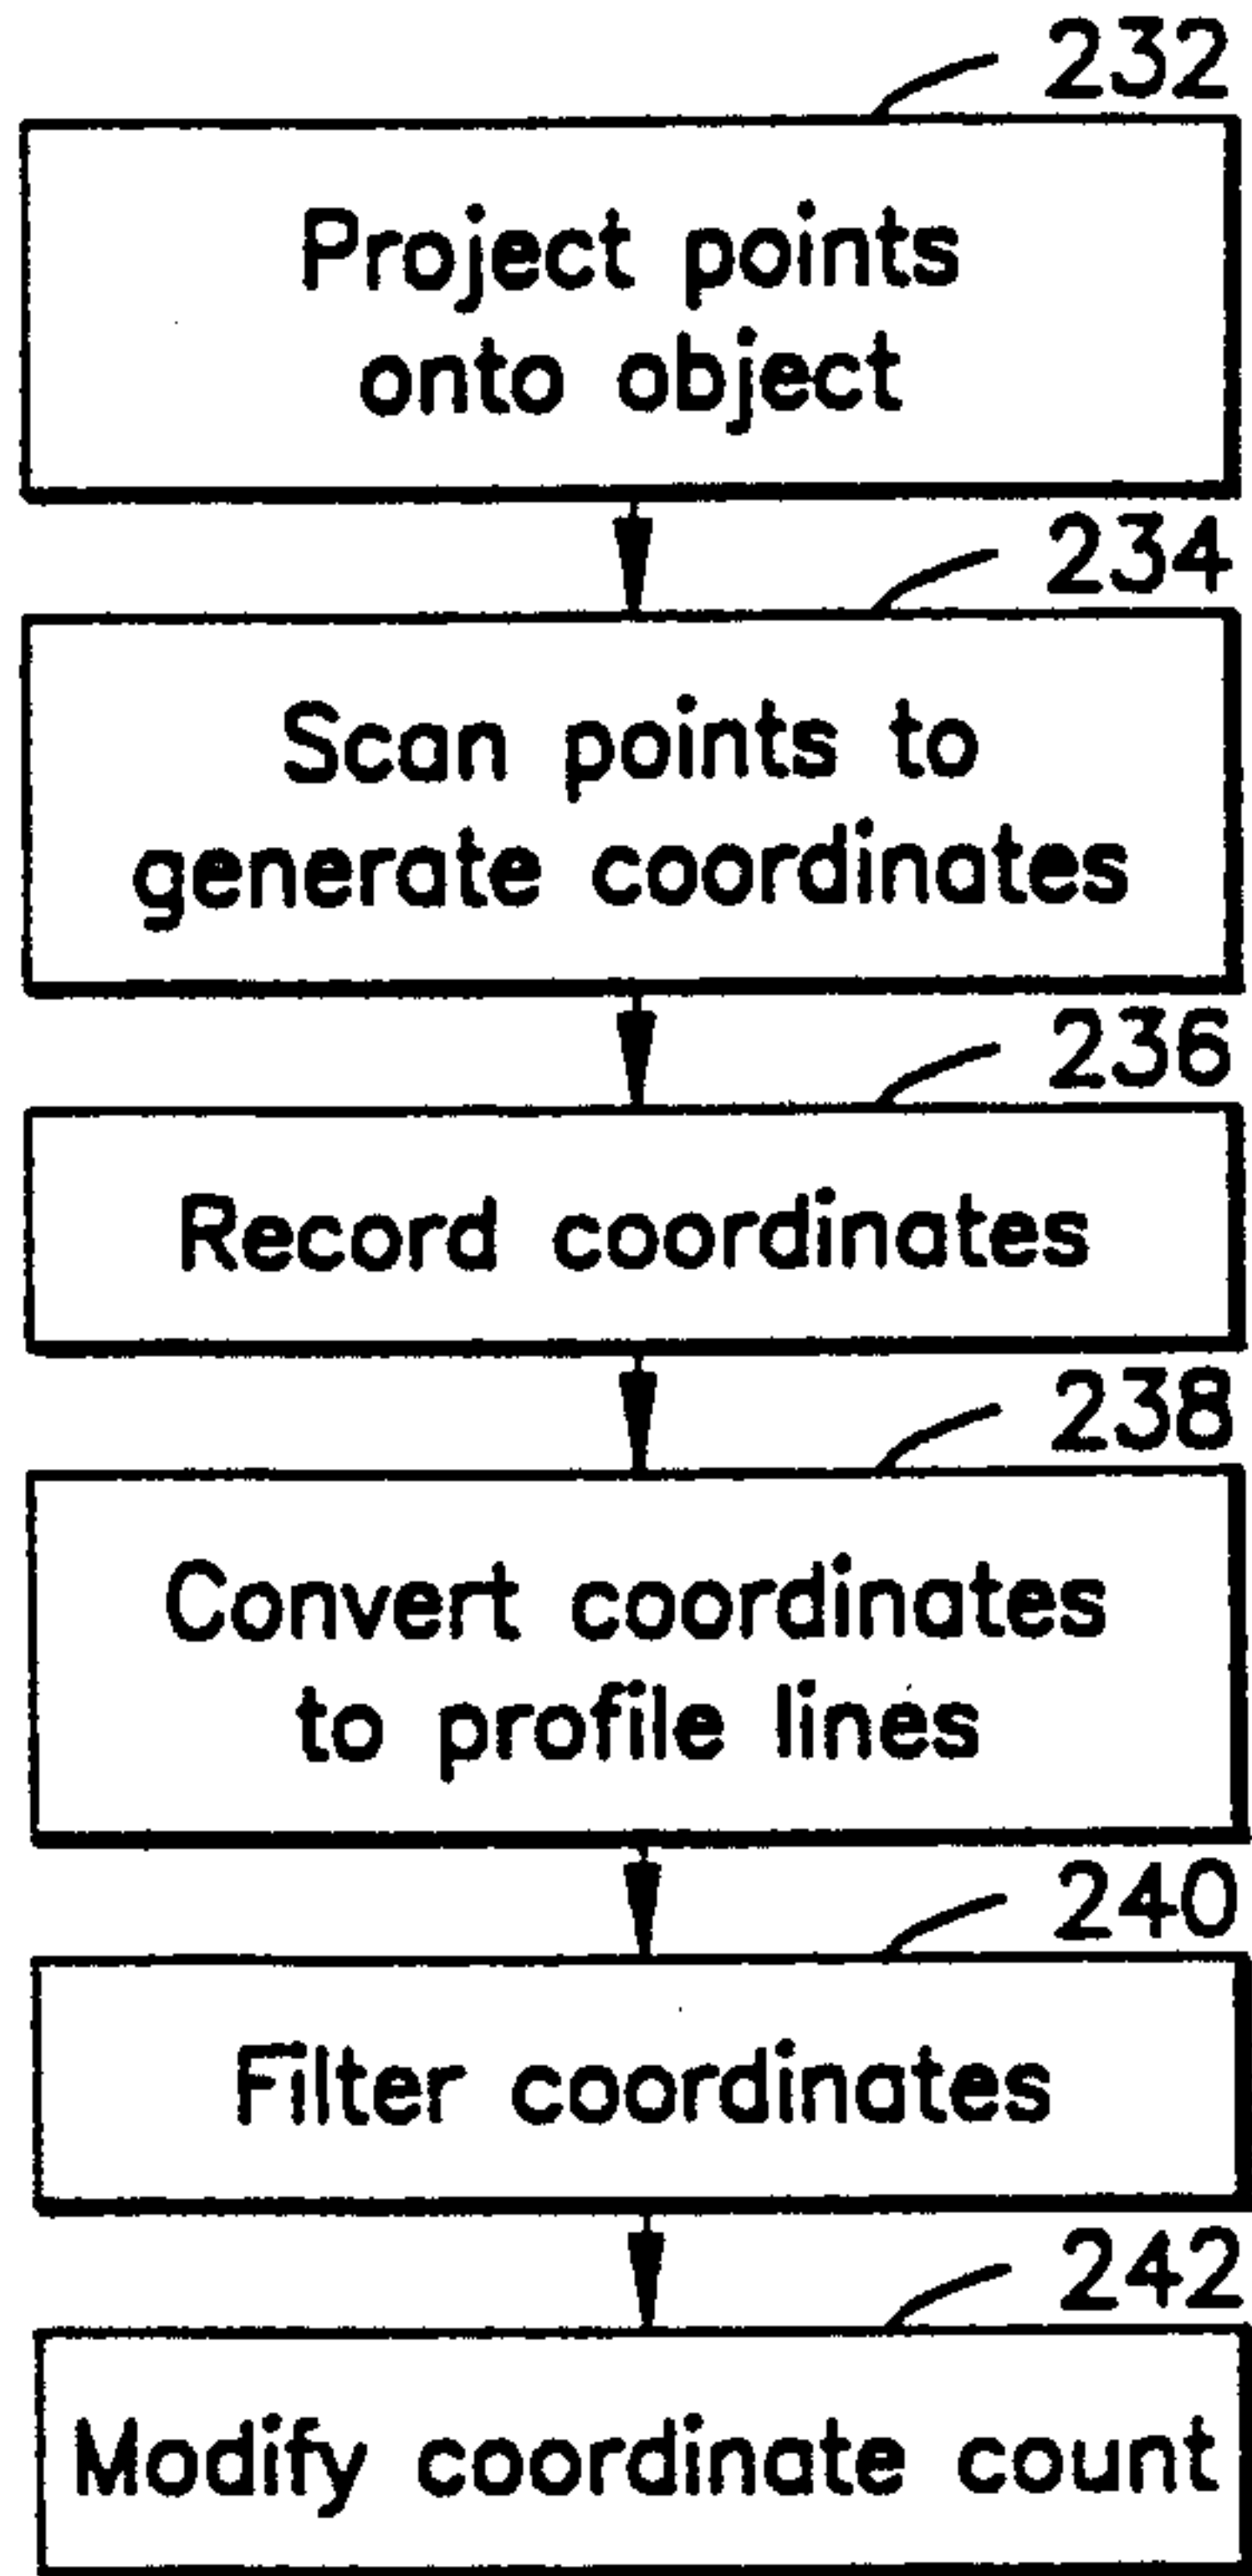 232
Project points
onto object
234
Scan points to
generate coordinates
236
Record coordinates
238
Convert coordinates
to profile lines
240
Filter coordinates
242
Modify coordinate count